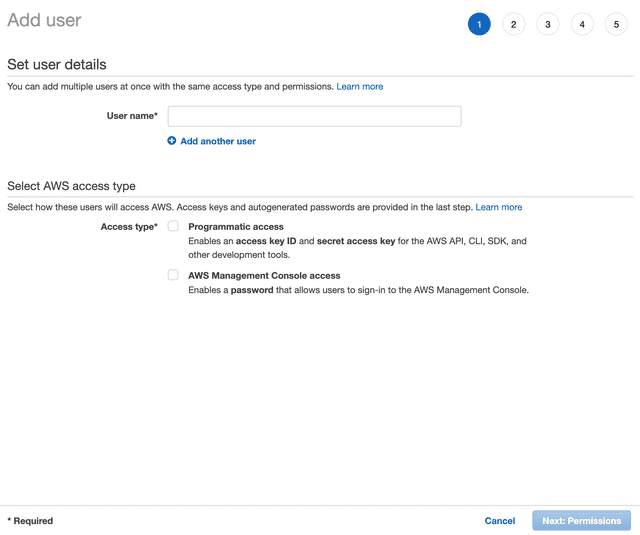 Add user
1 2 3 4 5
Set user details
You can add multiple users at once with the same access type and permissions. Learn more
User name*
Add another user
Select AWS access type
Select how these users will access AWS. Access keys and autogenerated passwords are provided in the last step. Learn more
Access type* Programmatic access
Enables an access key ID and secret access key for the AWS API, CLI, SDK, and
other development tools.
AWS Management Console access
Enables a password that allows users to sign-in to the AWS Management Console.
* Required Cancel Next: Permissions